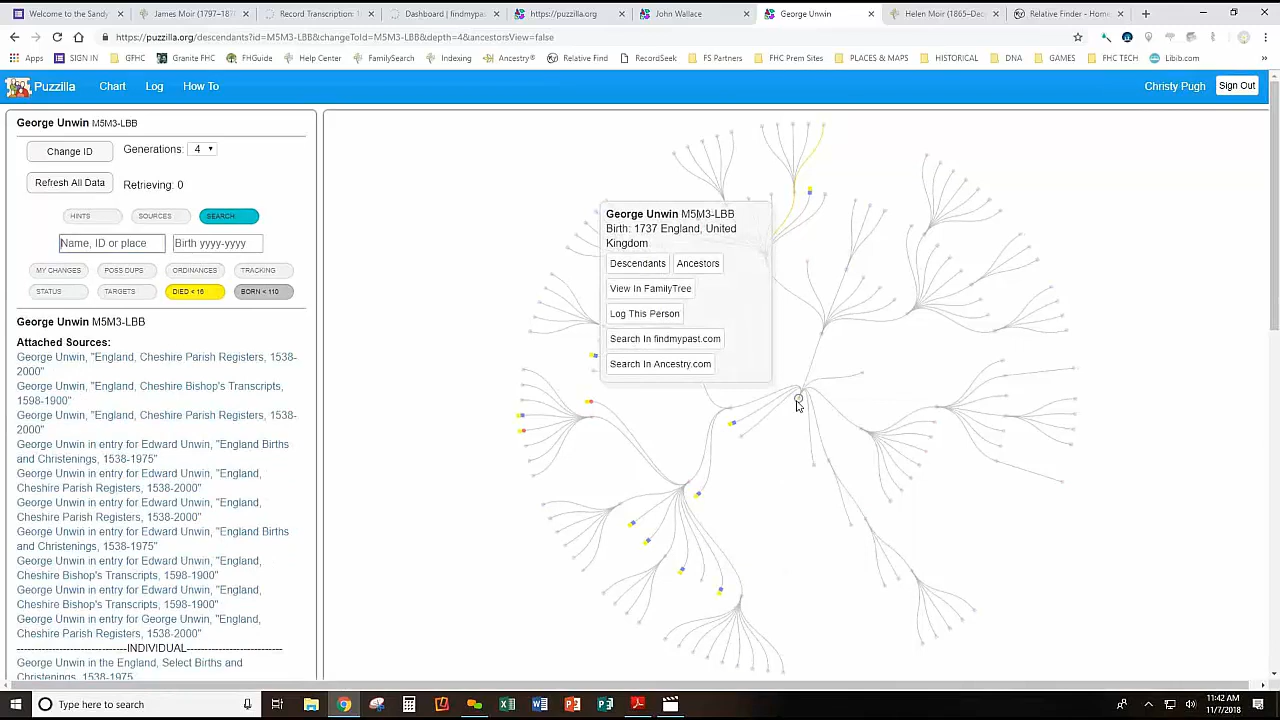 Welcome to the Sandy
James Moir (1797–18
Record Transcription:
Dashboard | findmypa
https://puzzilla.org
John Wallace
George Unwin
Helen Moir (1865–Dec
Relative Finder - Home
https://puzzilla.org/descendants?id=M5M3-LBB&changeToId=M5M3-LBB&depth=4&ancestorsView=false
Apps
SIGN IN
GFHC
Granite FHC
FHGuide
Help Center
FamilySearch
Indexing
Ancestry®
Relative Find
RecordSeek
FS Partners
FHC Prem Sites
PLACES & MAPS
HISTORICAL
DNA
GAMES
FHC TECH
Libib.com
Puzzilla
Chart
Log
How To
Christy Pugh
Sign Out
George Unwin M5M3-LBB
Change ID
Generations: 4
Refresh All Data
Retrieving: 0
HINTS
SOURCES
SEARCH
Name, ID or place
Birth yyyy-yyyy
MY CHANGES
POSS DUPS
ORDINANCES
TRACKING
STATUS
TARGETS
DIED < 16
BORN < 110
George Unwin M5M3-LBB
Attached Sources:
George Unwin, "England, Cheshire Parish Registers, 1538-
2000"
George Unwin, "England, Cheshire Bishop's Transcripts,
1598-1900"
George Unwin, "England, Cheshire Parish Registers, 1538-
2000"
George Unwin in entry for Edward Unwin, "England Births
and Christenings, 1538-1975"
George Unwin in entry for Edward Unwin, "England,
Cheshire Parish Registers, 1538-2000"
George Unwin in entry for Edward Unwin, "England,
Cheshire Parish Registers, 1538-2000"
George Unwin in entry for Edward Unwin, "England Births
and Christenings, 1538-1975"
George Unwin in entry for Edward Unwin, "England,
Cheshire Bishop's Transcripts, 1598-1900"
George Unwin in entry for Edward Unwin, "England,
Cheshire Bishop's Transcripts, 1598-1900"
George Unwin in entry for George Unwin, "England,
Cheshire Parish Registers, 1538-2000"
-------------------------------INDIVIDUAL---------------------------
George Unwin in the England, Select Births and
Christenings, 1538-1975
George Unwin M5M3-LBB
Birth: 1737 England, United
Kingdom
Descendants
Ancestors
View In FamilyTree
Log This Person
Search In findmypast.com
Search In Ancestry.com
Type here to search
11:42 AM
11/7/2018